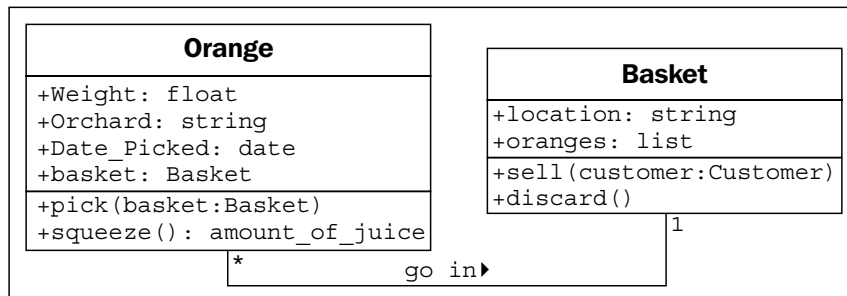 Orange
+Weight: float
+Orchard: string
+Date_Picked: date
+basket: Basket
+pick(basket:Basket)
+squeeze(): amount_of_juice
Basket
+location: string
+oranges: list
+sell(customer:Customer)
+discard()
*
go in
1